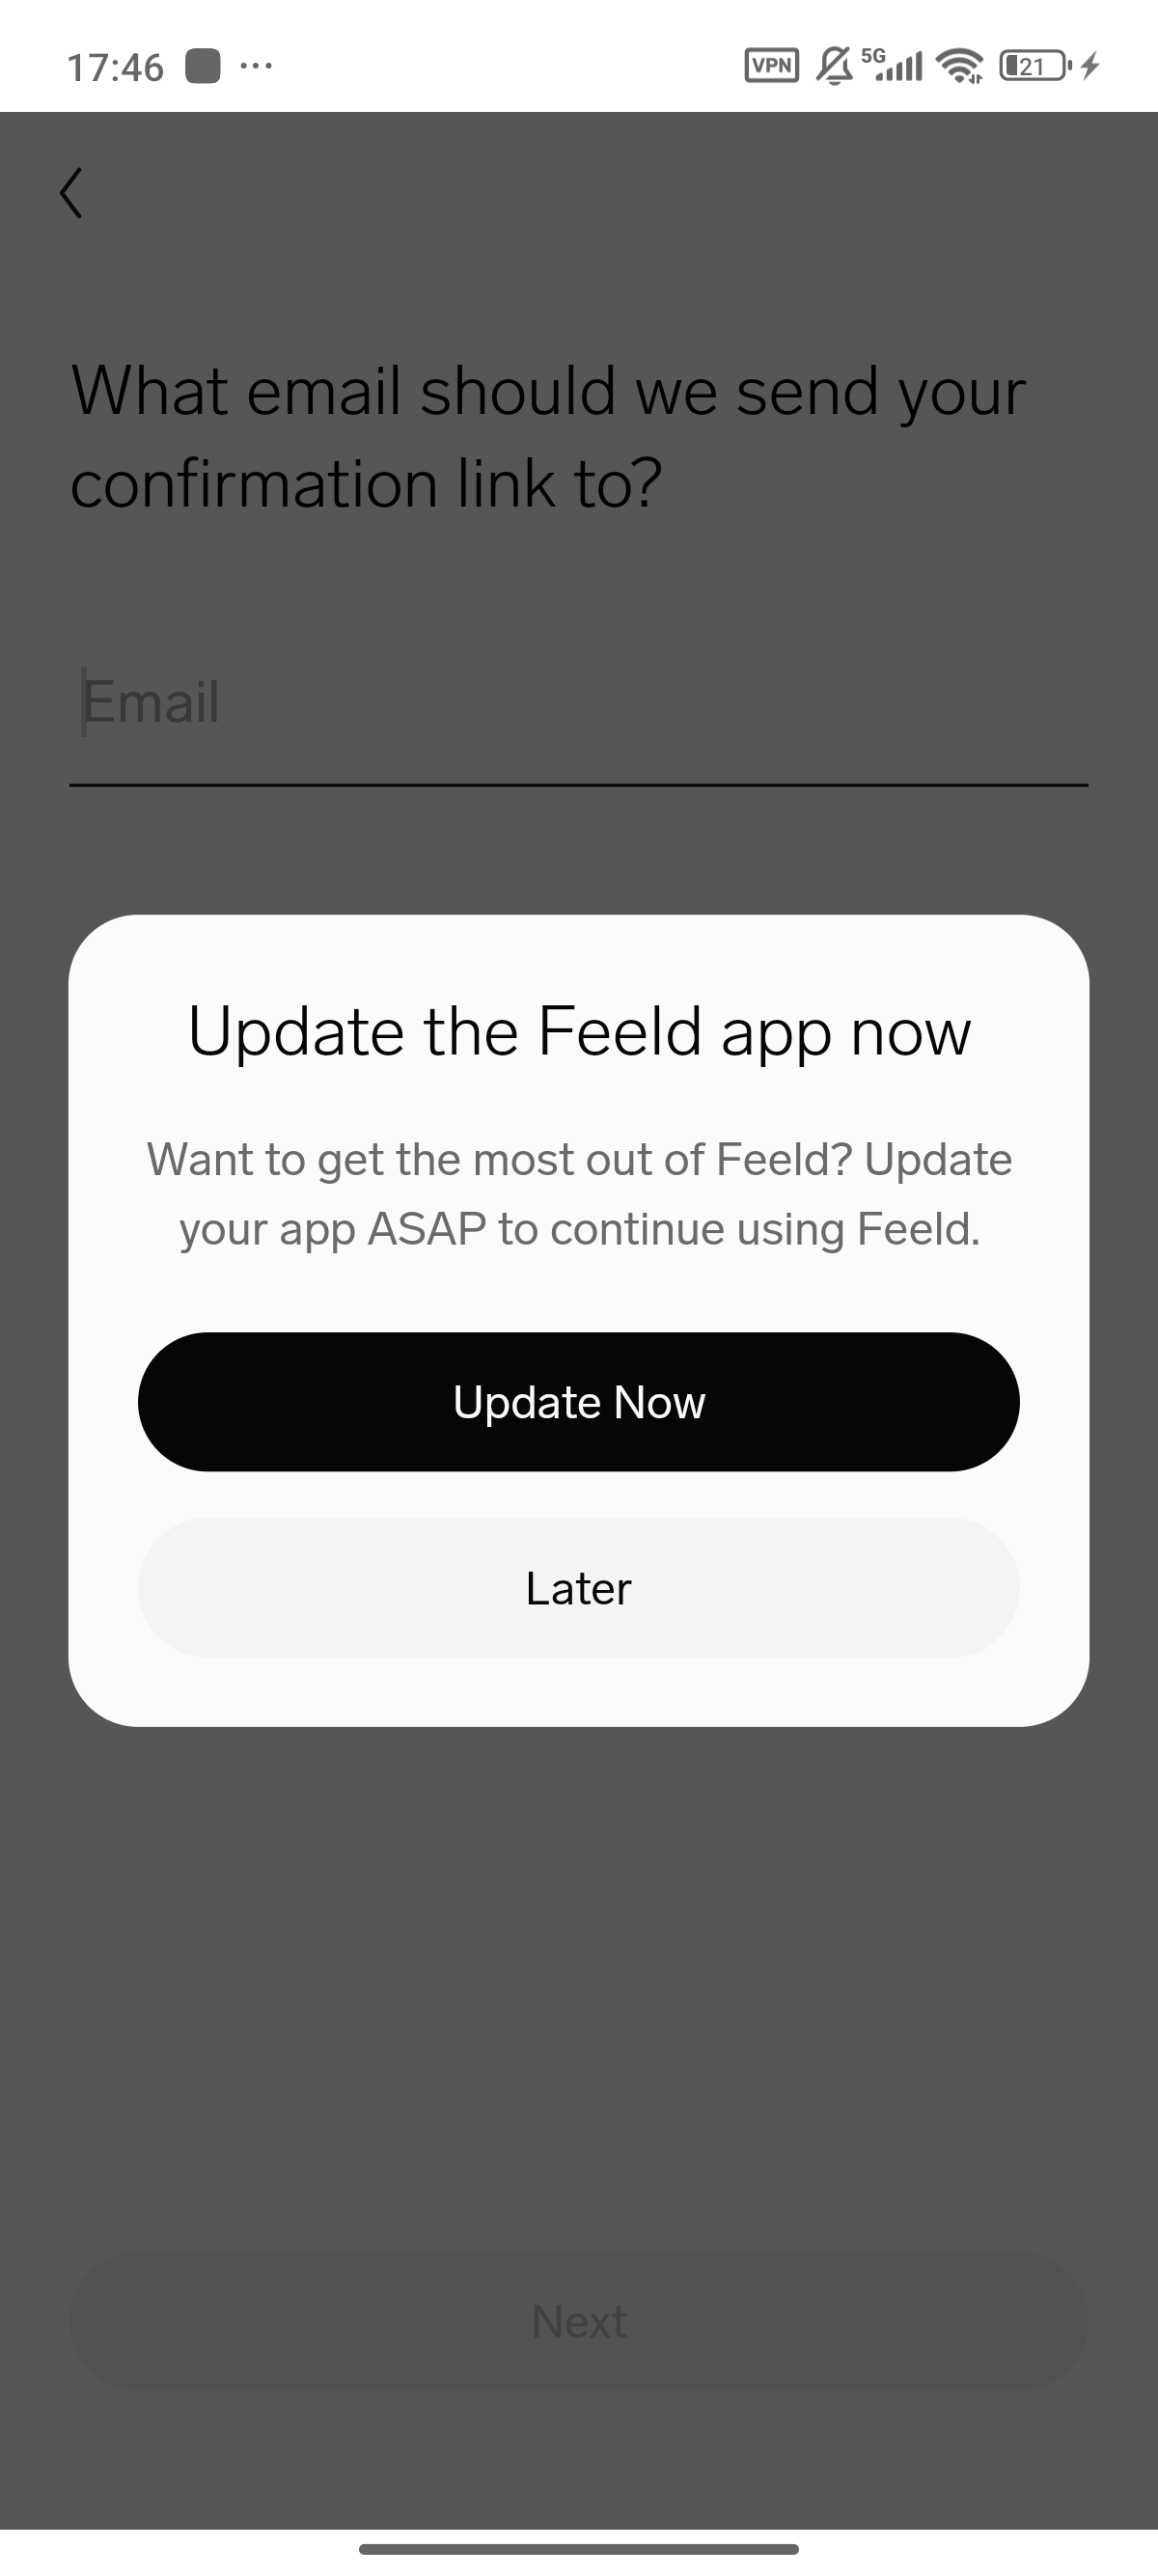 17:46 ... VPN 5G 21
What email should we send your
confirmation link to?
Email
Update the Feeld app now
Want to get the most out of Feeld? Update
your app ASAP to continue using Feeld.
Update Now
Later
Next